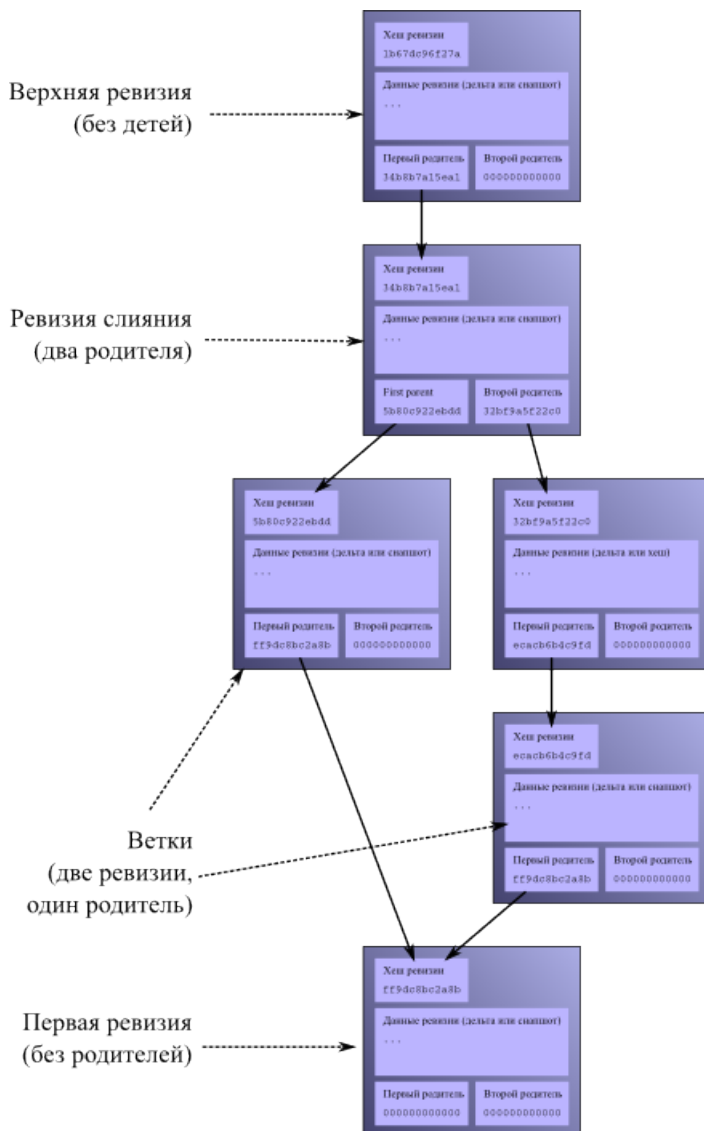 Хеш ревизии
1b67dc96f27a
Данные ревизии (дельта или снапшот)
...
Верхняя ревизия
(без детей)
Первый родитель
34b8b7a15ea1
Второй родитель
000000000000
Хеш ревизии
34b8b7a15ea1
Данные ревизии (дельта или снапшот)
...
Ревизия слияния
(два родителя)
First parent
5b80c922ebdd
Второй родитель
32bf9a5f22c0
Хеш ревизии
5b80c922ebdd
Данные ревизии (дельта или снапшот)
...
Первый родитель
ff9dc8bc2a8b
Второй родитель
000000000000
Хеш ревизии
32bf9a5f22c0
Данные ревизии (дельта или хеш)
...
Первый родитель
ecacb6b4c9fd
Второй родитель
000000000000
Хеш ревизии
ecacb6b4c9fd
Данные ревизии (дельта или снапшот)
...
Первый родитель
ff9dc8bc2a8b
Второй родитель
000000000000
Ветки
(две ревизии,
один родитель)
Хеш ревизии
ff9dc8bc2a8b
Данные ревизии (дельта или снапшот)
...
Первая ревизия
(без родителей)
Первый родитель
000000000000
Второй родитель
000000000000